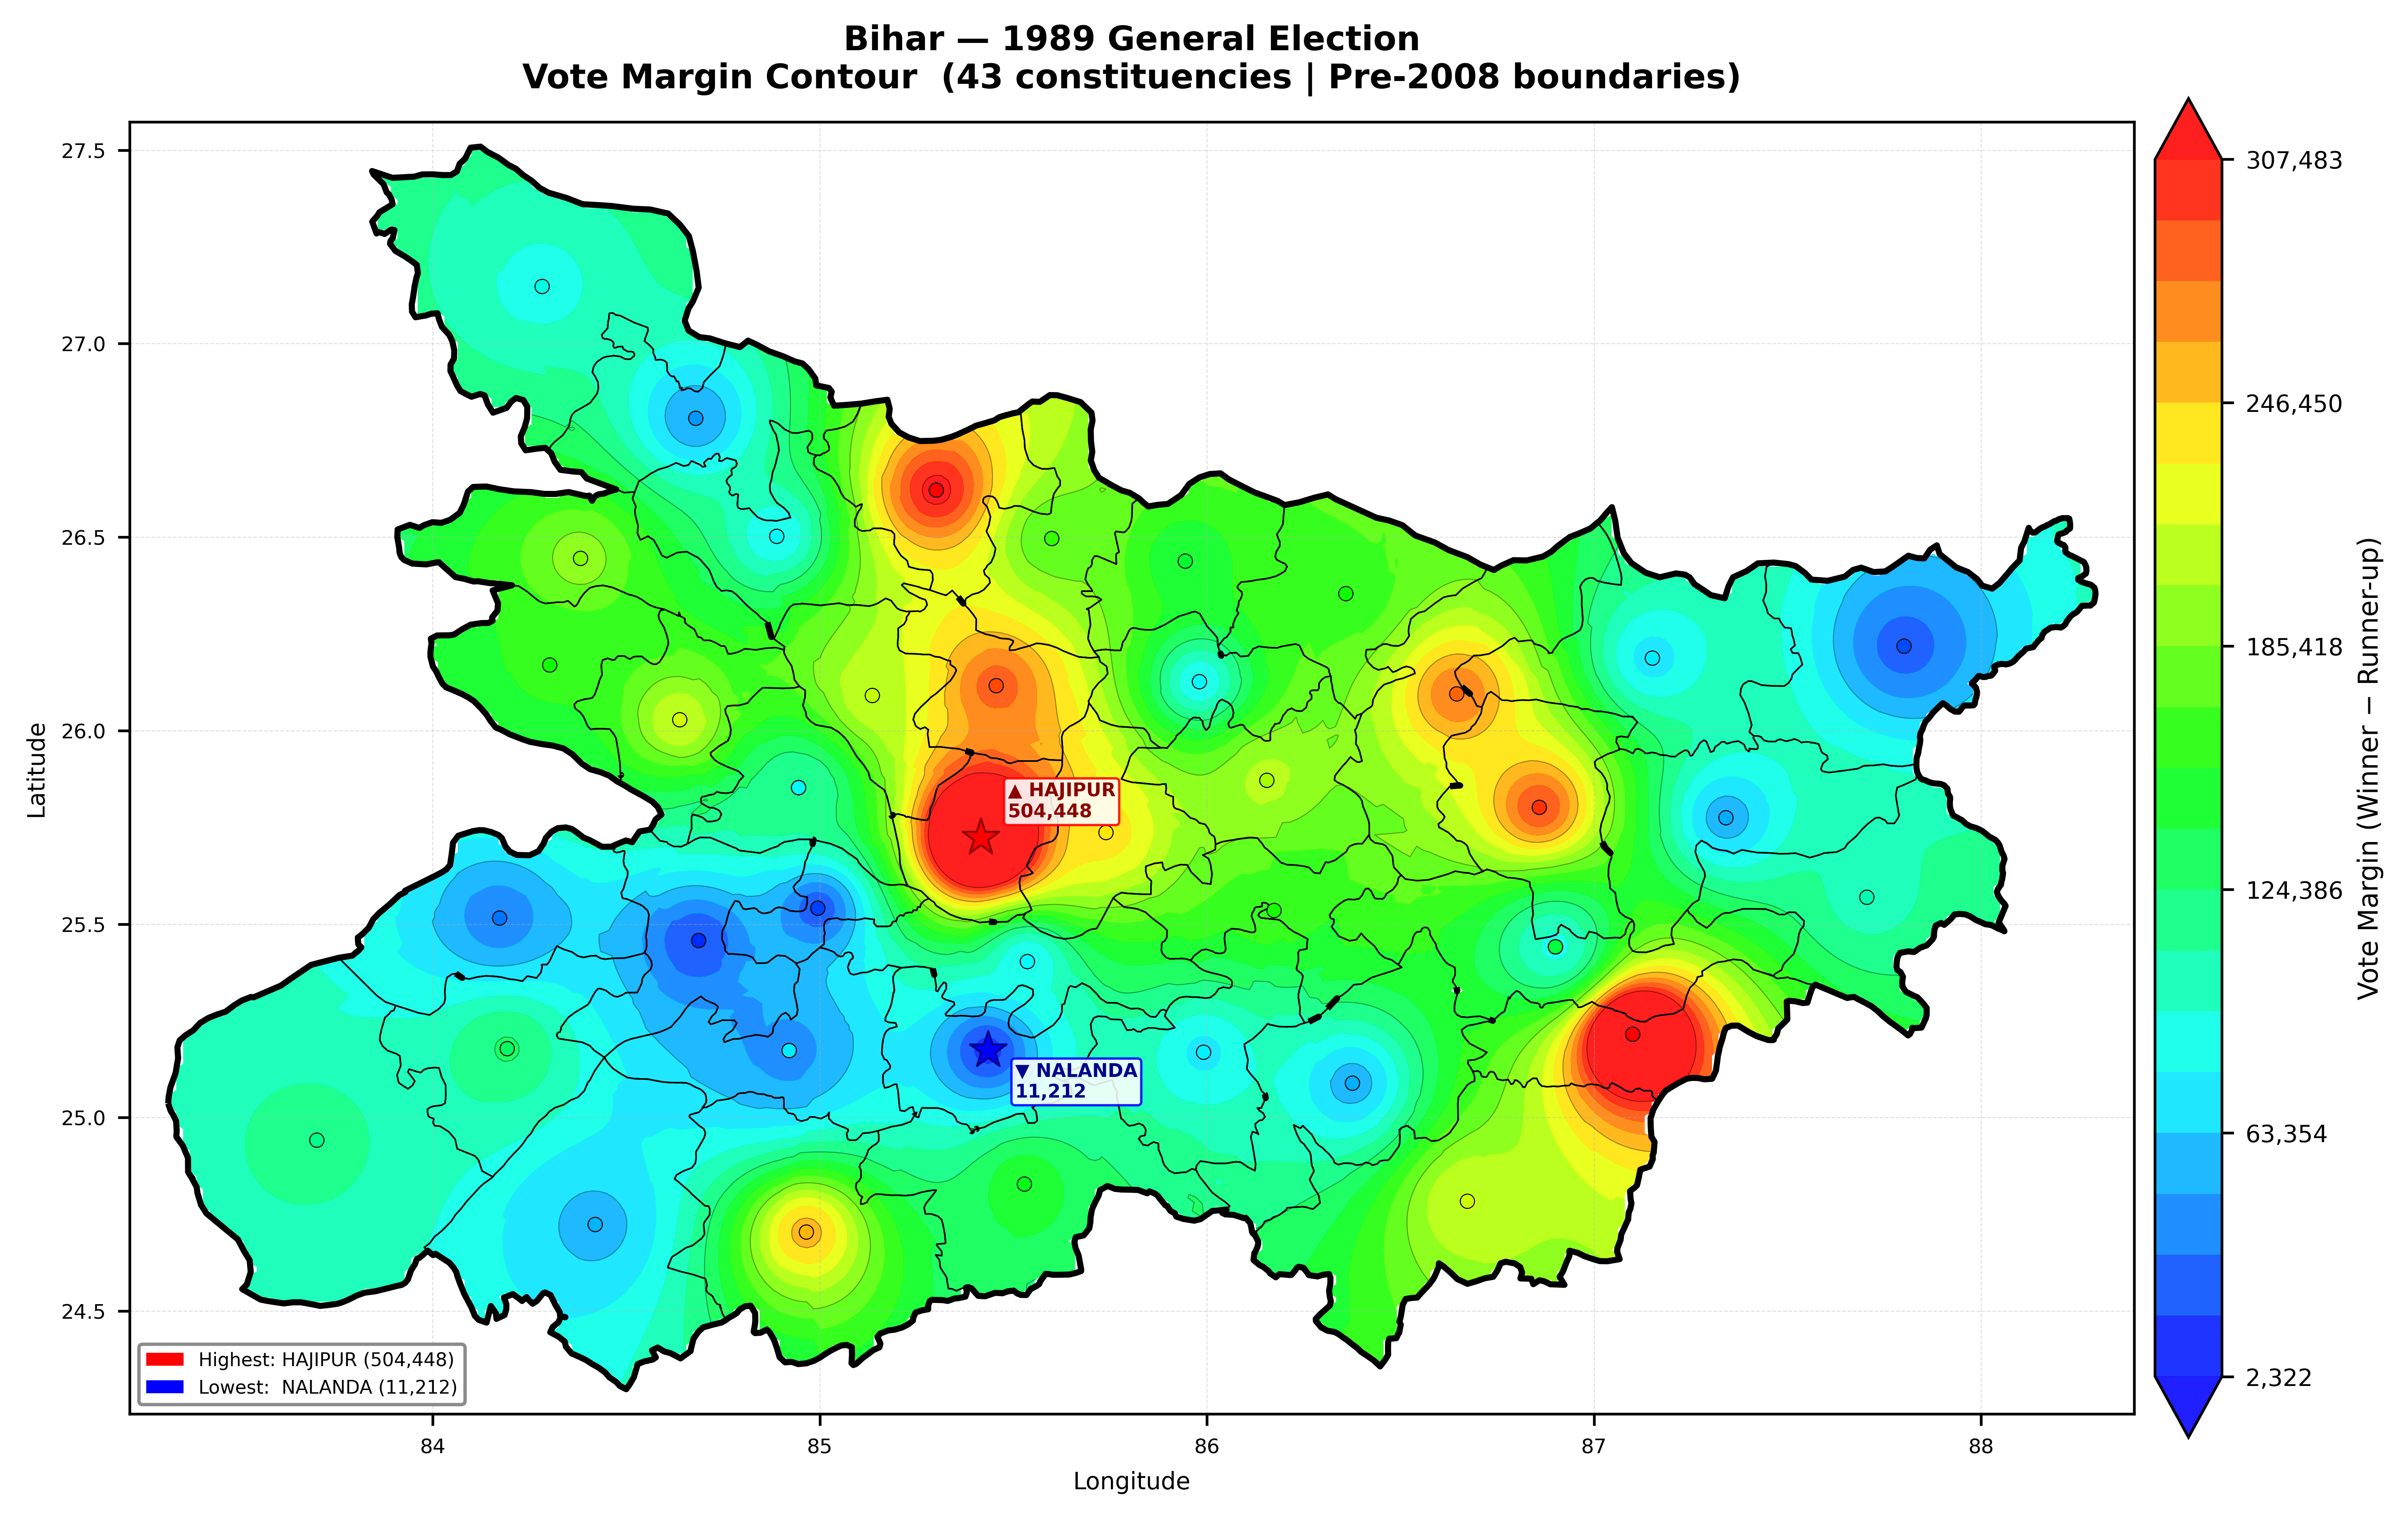 Bihar — 1989 General Election
Vote Margin Contour  (43 constituencies | Pre-2008 boundaries)
27.5
27.0
26.5
26.0
25.5
25.0
24.5
Latitude
▲ HAJIPUR
504,448
▼ NALANDA
11,212
Highest: HAJIPUR (504,448)
Lowest:  NALANDA (11,212)
84
85
86
87
88
Longitude
307,483
246,450
185,418
124,386
63,354
2,322
Vote Margin (Winner − Runner-up)